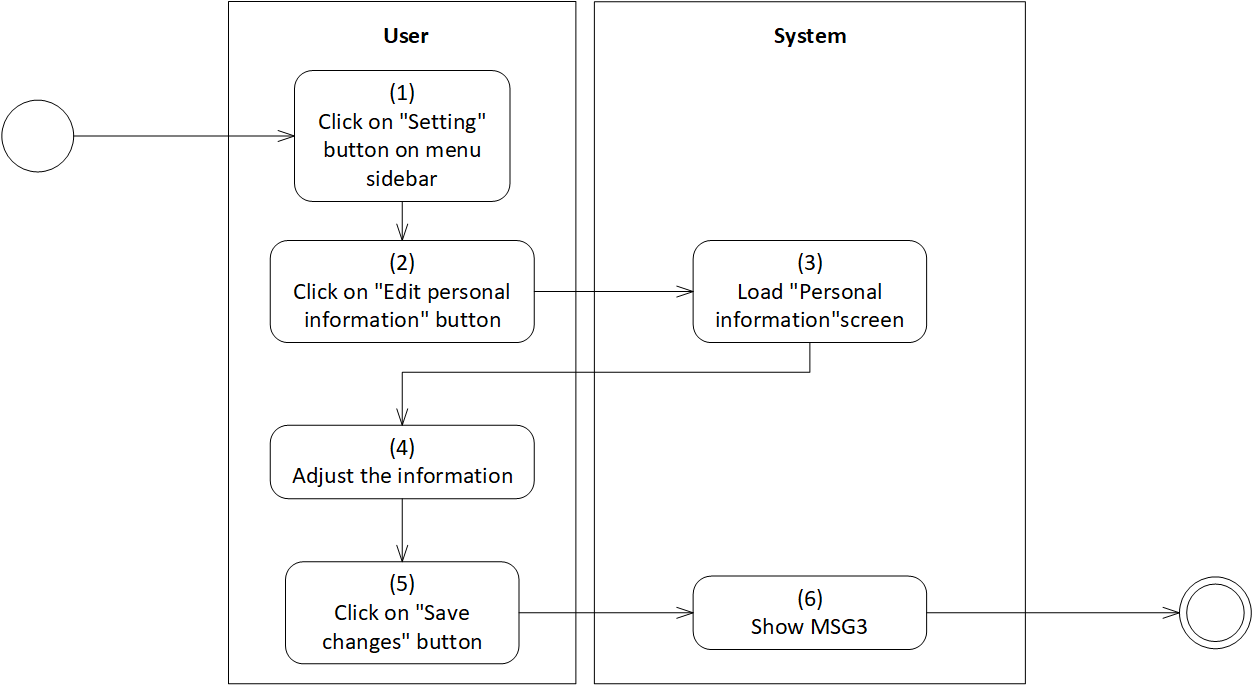 User
System
(1)
Click on "Setting"
button on menu
sidebar
(2)
Click on "Edit personal
information" button
(3)
Load "Personal
information"screen
(4)
Adjust the information
(5)
Click on "Save
changes" button
(6)
Show MSG3